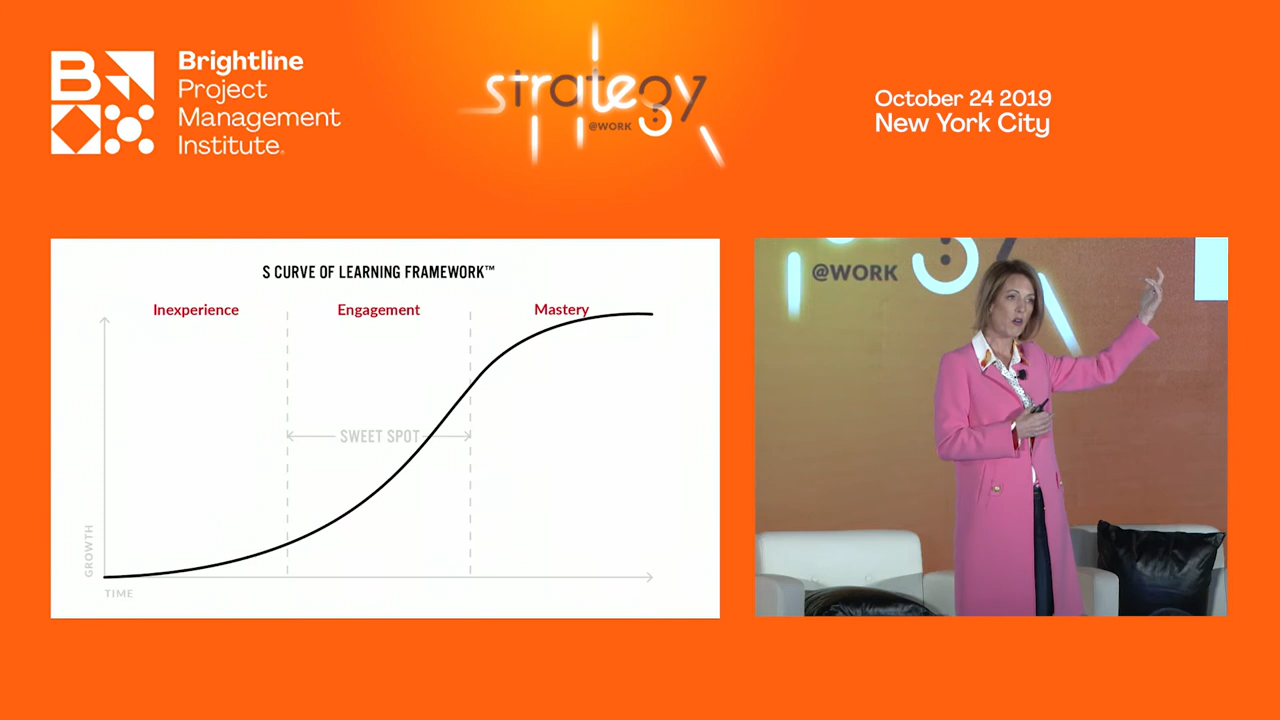 Brightline
Project
Management
Institute.
strategy
@WORK
October 24 2019
New York City
S CURVE OF LEARNING FRAMEWORK™
Inexperience
Engagement
Mastery
SWEET SPOT
GROWTH
TIME
@WORK